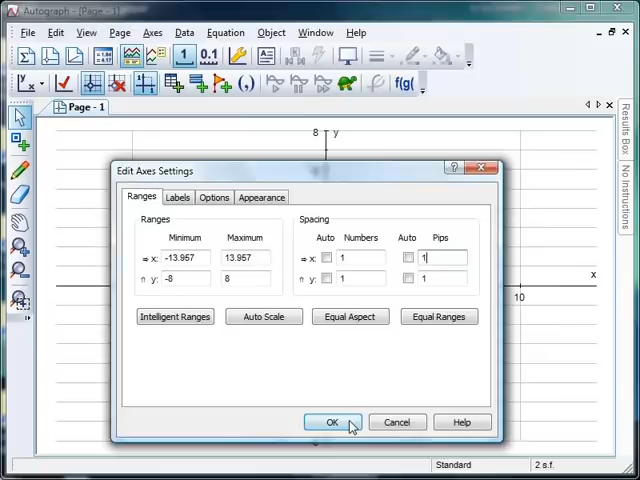 Autograph - [Page - 1]
File Edit View Page Axes Data Equation Object Window Help
1 0.1 A
f(g(
Page - 1
8 y
x
10
Edit Axes Settings
Ranges Labels Options Appearance
Ranges
Minimum Maximum
x: -13.957 13.957
y: -8 8
Spacing
Auto Numbers Auto Pips
x: 1 1
y: 1 1
Intelligent Ranges Auto Scale Equal Aspect Equal Ranges
OK Cancel Help
Results Box
No Instructions
Standard 2 s.f.